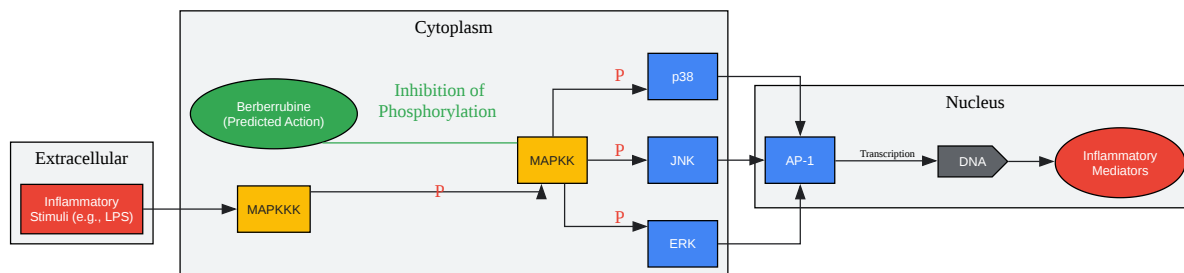 Cytoplasm
Berberrubine
(Predicted Action)
Inhibition of
Phosphorylation
P
p38
Nucleus
Extracellular
Inflammatory
Stimuli (e.g., LPS)
MAPKKK
P
MAPKK
P
JNK
AP-1
Transcription
DNA
Inflammatory
Mediators
P
ERK